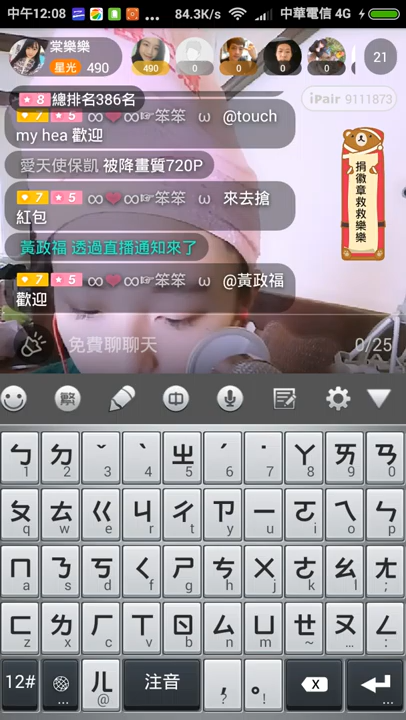 中午12:08 ... 84.3K/s 中華電信 4G
棠樂樂
星光 490
490 0 0 0 0 21
8 總排名386名
iPair 9111873
7 5 ∞❤∞☞笨笨 ω @touch
my hea 歡迎
愛天使保凱 被降畫質720P
7 5 ∞❤∞☞笨笨 ω 來去搶
紅包
黃政福 透過直播通知來了
7 5 ∞❤∞☞笨笨 ω @黃政福
歡迎
捐徽章救救樂樂
免費聊聊天 0/25
繁 中
ㄅ 1 ㄉ 2 ˇ 3 ˋ 4 ㄓ 5 ˊ 6 ˙ 7 ㄚ 8 ㄞ 9 ㄢ 0
ㄆ q ㄊ w ㄍ e ㄐ r ㄔ t ㄗ y ㄧ u ㄛ i ㄟ o ㄣ p
ㄇ a ㄋ s ㄎ d ㄑ f ㄕ g ㄘ h ㄨ j ㄜ k ㄠ l ㄤ ;
ㄈ z ㄌ x ㄏ c ㄒ v ㄖ b ㄙ n ㄩ m ㄝ ~ ㄡ … ㄥ :
12# ... ㄦ @ 注音 ， ? 。 ! X ...